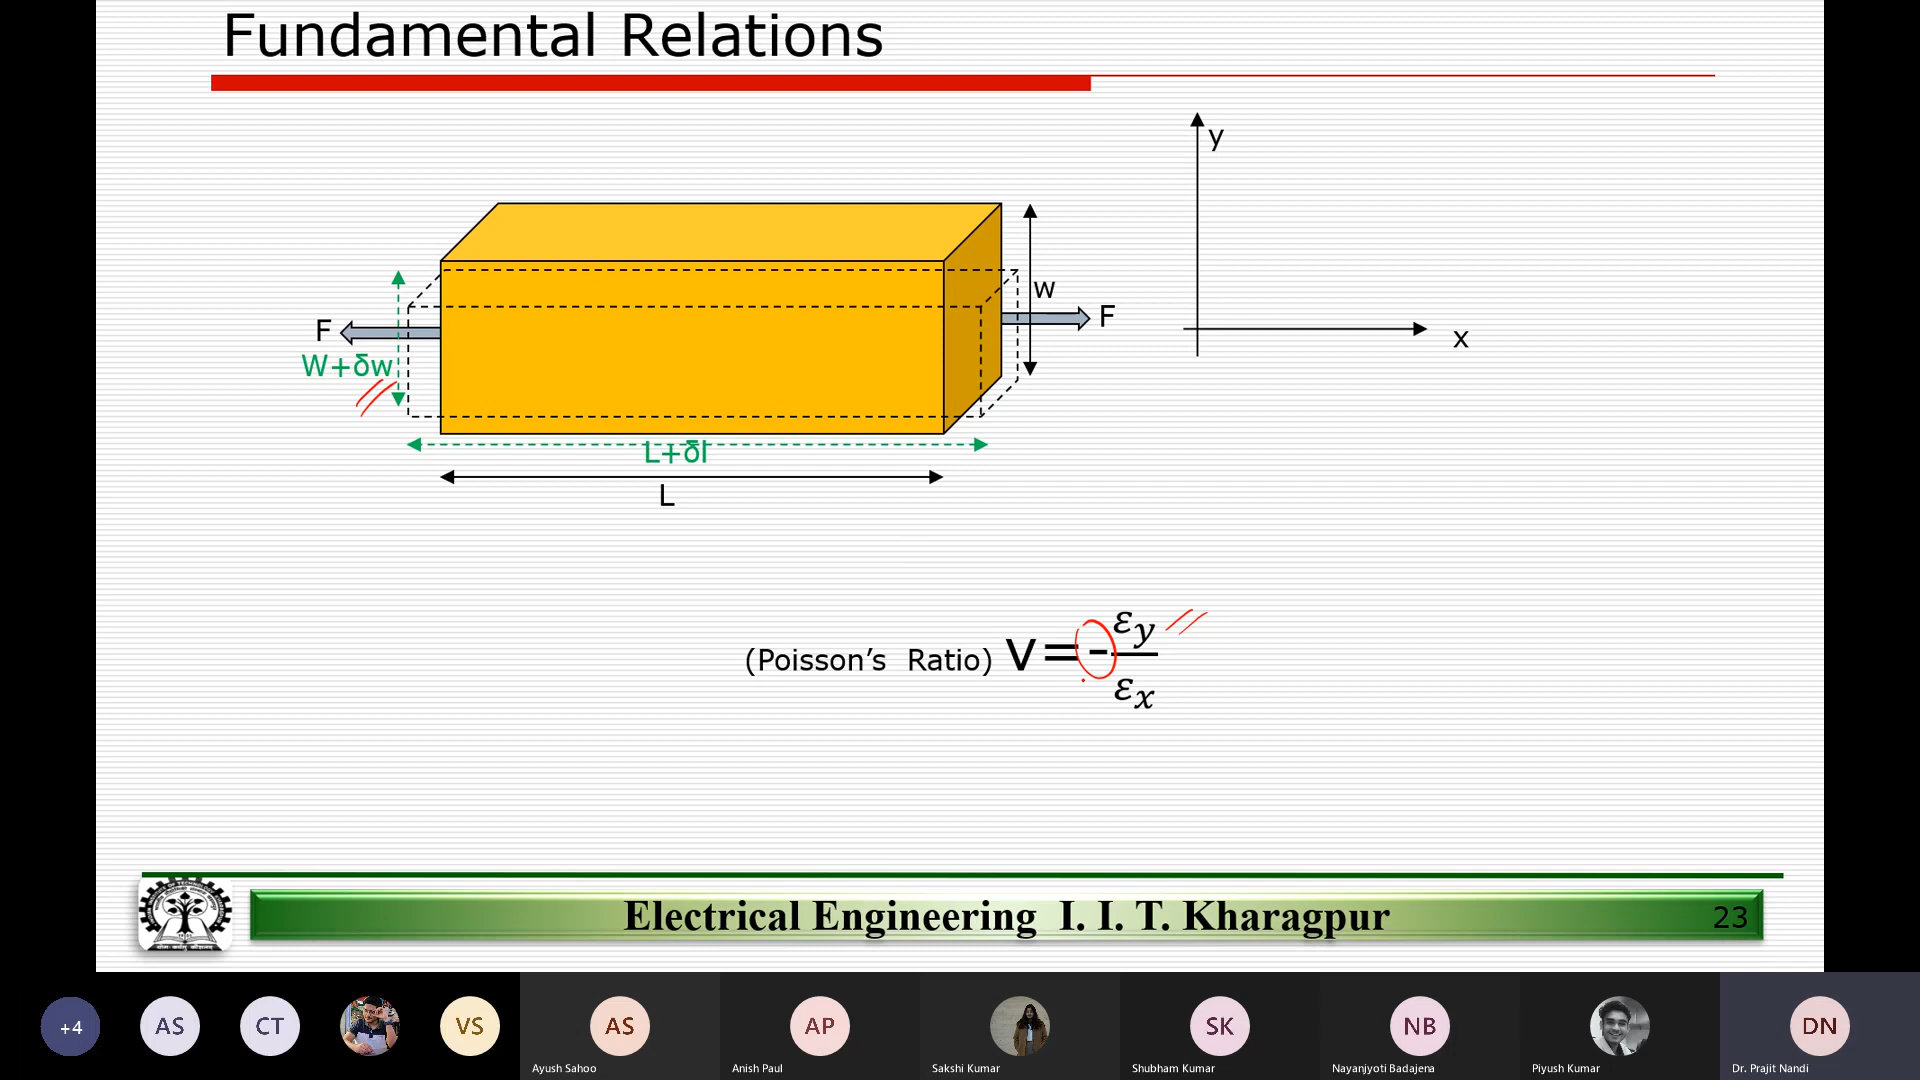 Fundamental Relations
y
w
F
F
x
W+δw
L+δl
L
(Poisson’s Ratio) V=-εy/εx
Electrical Engineering I. I. T. Kharagpur
23
+4
AS
CT
VS
AS
AP
SK
NB
DN
Ayush Sahoo
Anish Paul
Sakshi Kumar
Shubham Kumar
Nayanjyoti Badajena
Piyush Kumar
Dr. Prajit Nandi